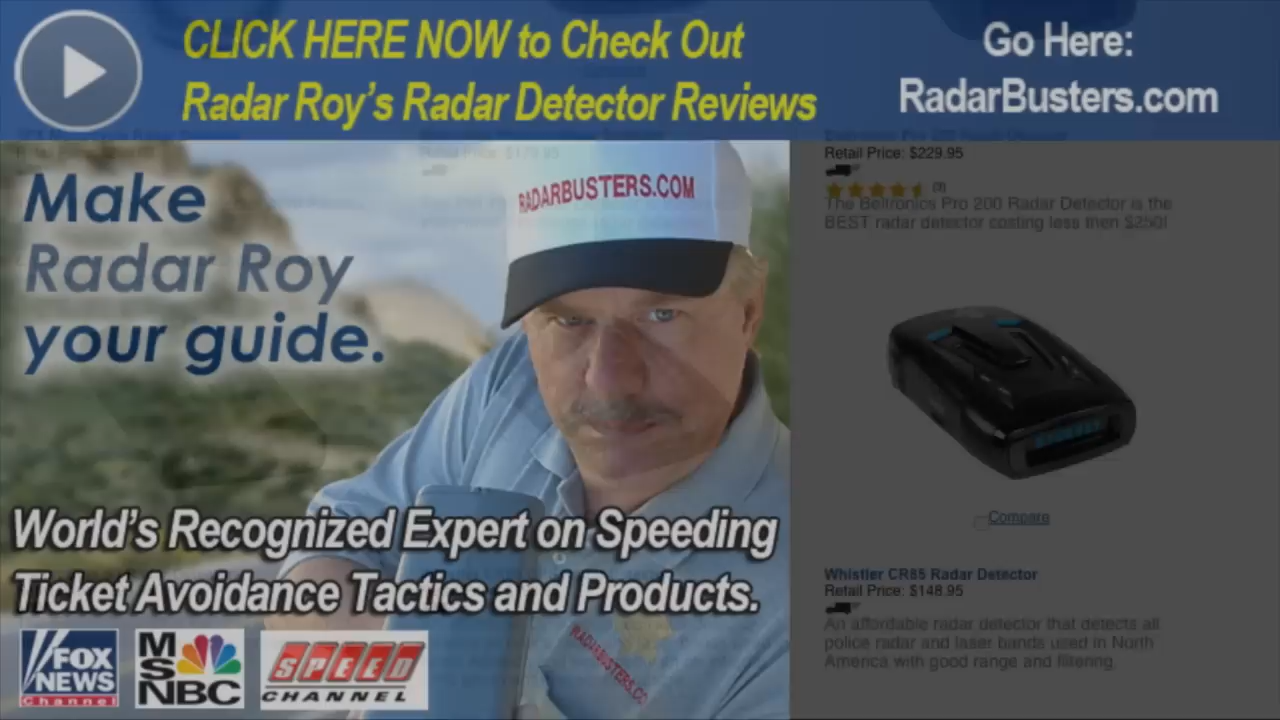 CLICK HERE NOW to Check Out
Radar Roy's Radar Detector Reviews
Go Here:
RadarBusters.com
Make
Radar Roy
your guide.
RADARBUSTERS.COM
World's Recognized Expert on Speeding
Ticket Avoidance Tactics and Products.
FOX
NEWS
Channel
MSNBC
SPEED
CHANNEL
Retail Price: $229.95
(3)
The Beltronics Pro 200 Radar Detector is the
BEST radar detector costing less then $250!
Compare
Whistler CR85 Radar Detector
Retail Price: $148.95
An affordable radar detector that detects all
police radar and laser bands used in North
America with good range and filtering.